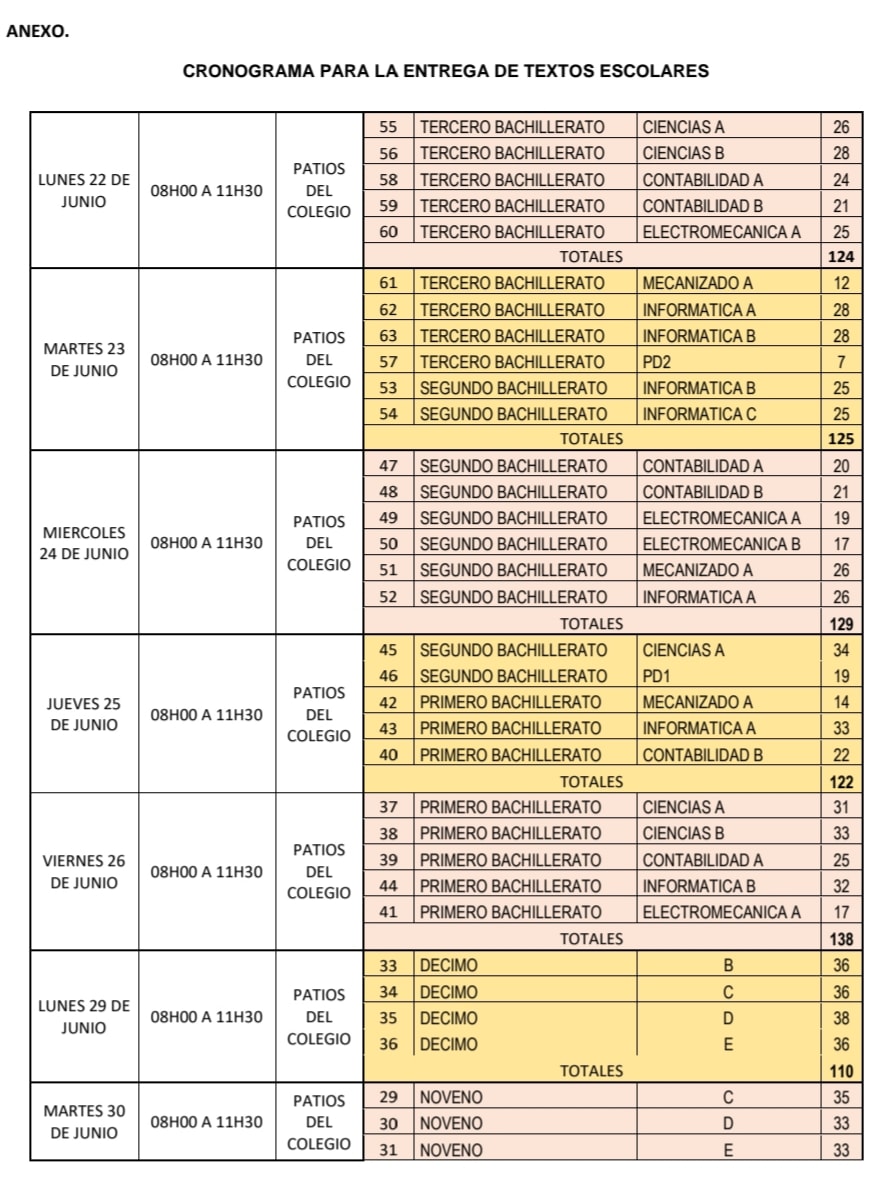 ANEXO.
CRONOGRAMA PARA LA ENTREGA DE TEXTOS ESCOLARES
LUNES 22 DE JUNIO 08H00 A 11H30 PATIOS DEL COLEGIO
55 TERCERO BACHILLERATO CIENCIAS A 26
56 TERCERO BACHILLERATO CIENCIAS B 28
58 TERCERO BACHILLERATO CONTABILIDAD A 24
59 TERCERO BACHILLERATO CONTABILIDAD B 21
60 TERCERO BACHILLERATO ELECTROMECANICA A 25
TOTALES 124
MARTES 23 DE JUNIO 08H00 A 11H30 PATIOS DEL COLEGIO
61 TERCERO BACHILLERATO MECANIZADO A 12
62 TERCERO BACHILLERATO INFORMATICA A 28
63 TERCERO BACHILLERATO INFORMATICA B 28
57 TERCERO BACHILLERATO PD2 7
53 SEGUNDO BACHILLERATO INFORMATICA B 25
54 SEGUNDO BACHILLERATO INFORMATICA C 25
TOTALES 125
MIERCOLES 24 DE JUNIO 08H00 A 11H30 PATIOS DEL COLEGIO
47 SEGUNDO BACHILLERATO CONTABILIDAD A 20
48 SEGUNDO BACHILLERATO CONTABILIDAD B 21
49 SEGUNDO BACHILLERATO ELECTROMECANICA A 19
50 SEGUNDO BACHILLERATO ELECTROMECANICA B 17
51 SEGUNDO BACHILLERATO MECANIZADO A 26
52 SEGUNDO BACHILLERATO INFORMATICA A 26
TOTALES 129
JUEVES 25 DE JUNIO 08H00 A 11H30 PATIOS DEL COLEGIO
45 SEGUNDO BACHILLERATO CIENCIAS A 34
46 SEGUNDO BACHILLERATO PD1 19
42 PRIMERO BACHILLERATO MECANIZADO A 14
43 PRIMERO BACHILLERATO INFORMATICA A 33
40 PRIMERO BACHILLERATO CONTABILIDAD B 22
TOTALES 122
VIERNES 26 DE JUNIO 08H00 A 11H30 PATIOS DEL COLEGIO
37 PRIMERO BACHILLERATO CIENCIAS A 31
38 PRIMERO BACHILLERATO CIENCIAS B 33
39 PRIMERO BACHILLERATO CONTABILIDAD A 25
44 PRIMERO BACHILLERATO INFORMATICA B 32
41 PRIMERO BACHILLERATO ELECTROMECANICA A 17
TOTALES 138
LUNES 29 DE JUNIO 08H00 A 11H30 PATIOS DEL COLEGIO
33 DECIMO B 36
34 DECIMO C 36
35 DECIMO D 38
36 DECIMO E 36
TOTALES 110
MARTES 30 DE JUNIO 08H00 A 11H30 PATIOS DEL COLEGIO
29 NOVENO C 35
30 NOVENO D 33
31 NOVENO E 33